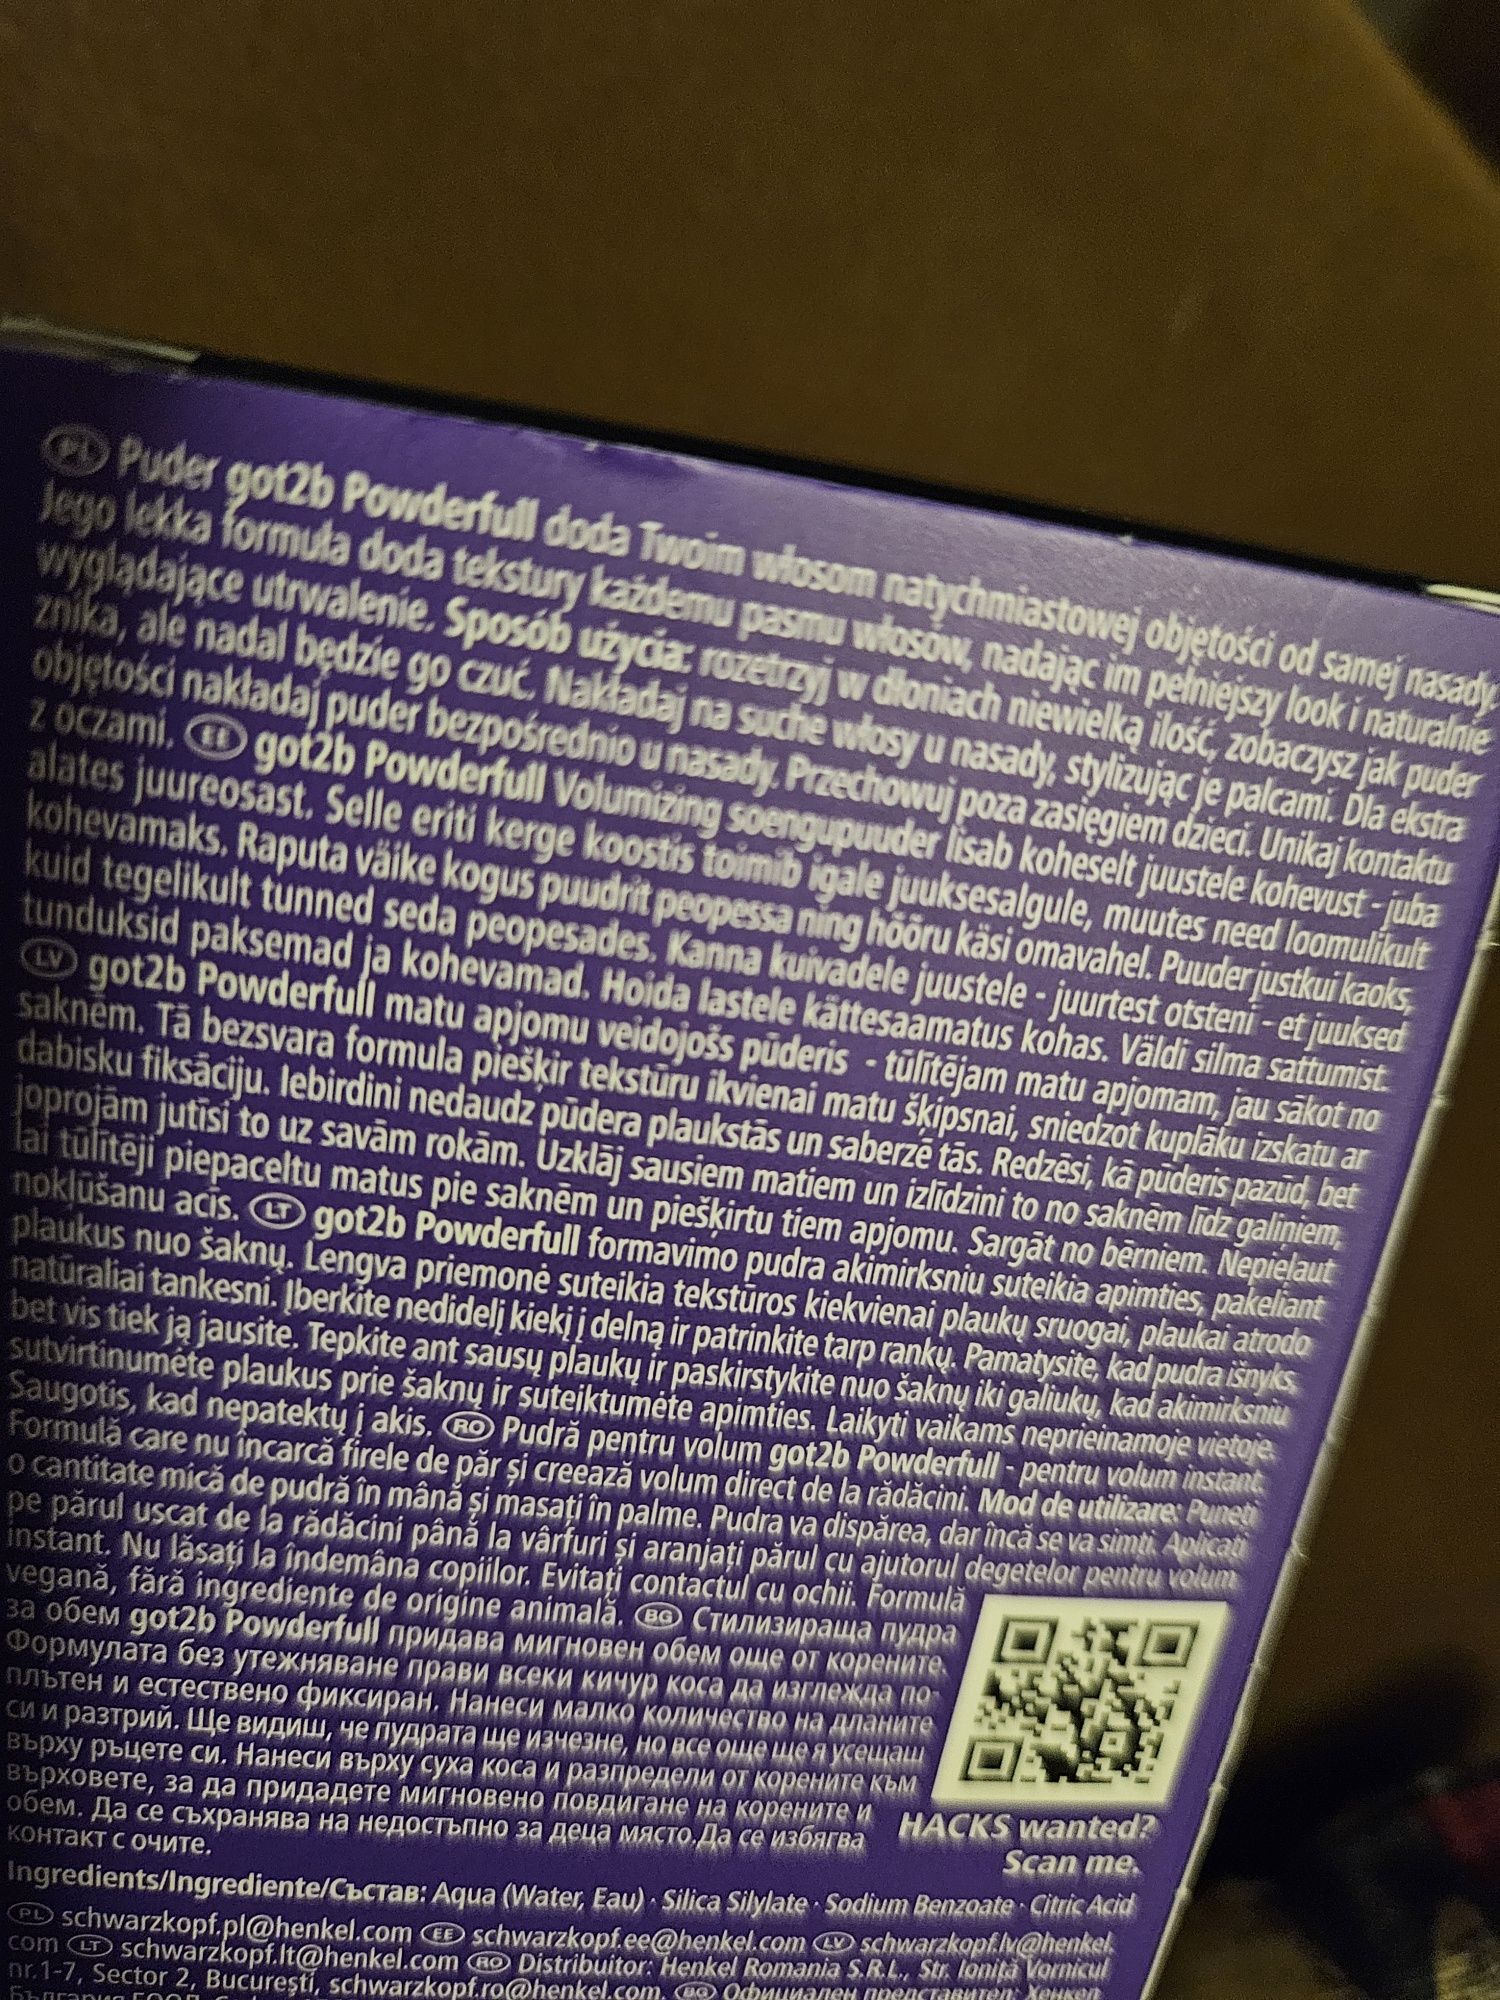 PL Puder got2b Powderfull doda Twoim włosom natychmiastowej objętości od samej nasady.
Jego lekka formuła doda tekstury każdemu pasmu włosów, nadając im pełniejszy look i naturalnie
wyglądające utrwalenie. Sposób użycia: rozetrzyj w dłoniach niewielką ilość, zobaczysz jak puder
znika, ale nadal będzie go czuć. Nakładaj na suche włosy u nasady, stylizując je palcami. Dla ekstra
objętości nakładaj puder bezpośrednio u nasady. Przechowuj poza zasięgiem dzieci. Unikaj kontaktu
z oczami. EE got2b Powderfull Volumizing soengupuuder lisab koheselt juustele kohevust - juba
alates juureosast. Selle eriti kerge koostis toimib igale juuksesalgule, muutes need loomulikult
kohevamaks. Raputa väike kogus puudrit peopessa ning hõõru käsi omavahel. Puuder justkui kaoks,
kuid tegelikult tunned seda peopesades. Kanna kuivadele juustele - juurtest otsteni - et juuksed
tunduksid paksemad ja kohevamad. Hoida lastele kättesaamatus kohas. Väldi silma sattumist.
LV got2b Powderfull matu apjomu veidojošs pūderis - tūlītējam matu apjomam, jau sākot no
saknēm. Tā bezsvara formula piešķir tekstūru ikvienai matu šķipsnai, sniedzot kuplāku izskatu ar
dabisku fiksāciju. Iebirdini nedaudz pūdera plaukstās un saberzē tās. Redzēsi, kā pūderis pazūd, bet
joprojām jutīsi to uz savām rokām. Uzklāj sausiem matiem un izlīdzini to no saknēm līdz galiņiem,
lai tūlītēji piepaceltu matus pie saknēm un piešķirtu tiem apjomu. Sargāt no bērniem. Nepieļaut
nokļūšanu acīs. LT got2b Powderfull formavimo pudra akimirksniu suteikia apimties, pakeliant
plaukus nuo šaknų. Lengva priemonė suteikia tekstūros kiekvienai plaukų sruogai, plaukai atrodo
natūraliai tankesni. Įberkite nedidelį kiekį į delną ir patrinkite tarp rankų. Pamatysite, kad pudra išnyks,
bet vis tiek ją jausite. Tepkite ant sausų plaukų ir paskirstykite nuo šaknų iki galiukų, kad akimirksniu
sutvirtinumėte plaukus prie šaknų ir suteiktumėte apimties. Laikyti vaikams neprieinamoje vietoje.
Saugotis, kad nepatektų į akis. RO Pudră pentru volum got2b Powderfull - pentru volum instant.
Formulă care nu încarcă firele de păr și creează volum direct de la rădăcini. Mod de utilizare: Puneți
o cantitate mică de pudră în mână și masați în palme. Pudra va dispărea, dar încă se va simți. Aplicați
pe părul uscat de la rădăcini până la vârfuri și aranjați părul cu ajutorul degetelor pentru volum
instant. Nu lăsați la îndemâna copiilor. Evitați contactul cu ochii. Formulă
vegană, fără ingrediente de origine animală. BG Стилизираща пудра
за обем got2b Powderfull придава мигновен обем още от корените.
Формулата без утежняване прави всеки кичур коса да изглежда по-
плътен и естествено фиксиран. Нанеси малко количество на дланите
си и разтрий. Ще видиш, че пудрата ще изчезне, но все още ще я усещаш
върху ръцете си. Нанеси върху суха коса и разпредели от корените към
върховете, за да придадете мигновено повдигане на корените и
обем. Да се съхранява на недостъпно за деца място.Да се избягва
контакт с очите.
HACKS wanted?
Scan me.
Ingredients/Ingrediente/Състав: Aqua (Water, Eau) · Silica Silylate · Sodium Benzoate · Citric Acid
PL schwarzkopf.pl@henkel.com EE schwarzkopf.ee@henkel.com LV schwarzkopf.lv@henkel.
com LT schwarzkopf.lt@henkel.com RO Distribuitor: Henkel Romania S.R.L., Str. Ioniță Vornicul
nr.1-7, Sector 2, București, schwarzkopf.ro@henkel.com. BG Официален представител: Хенкел